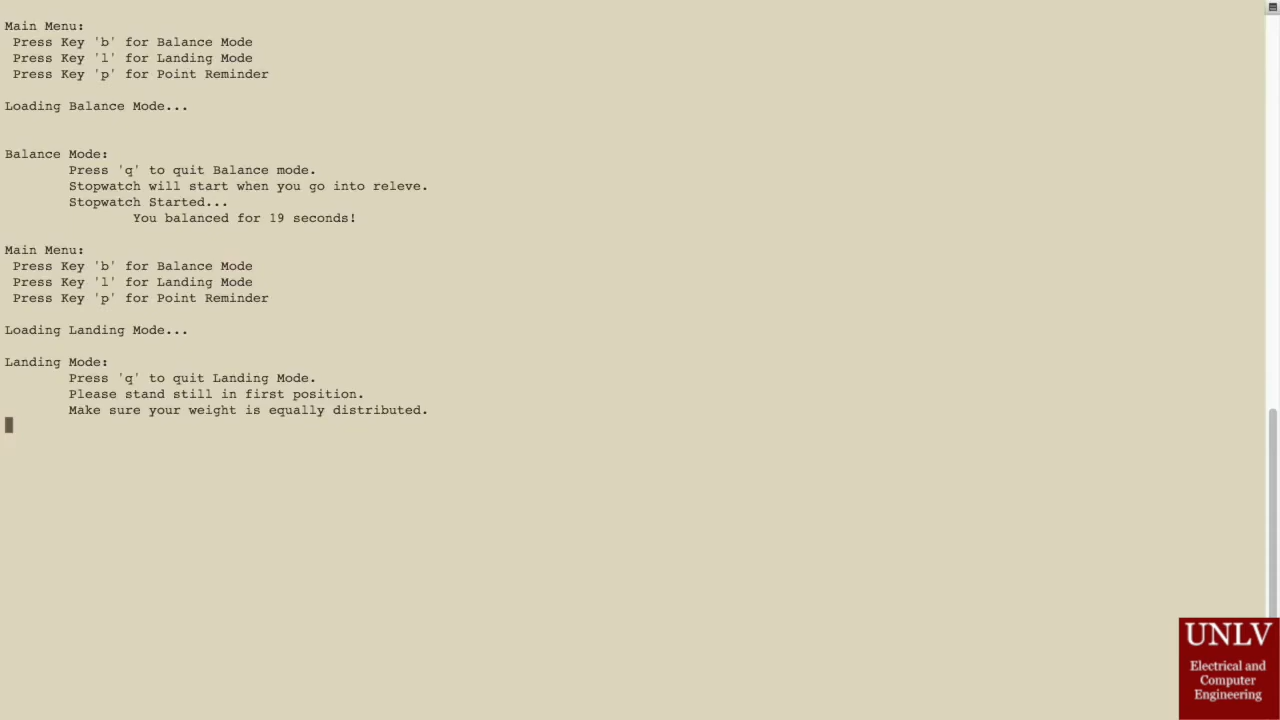 Main Menu:
Press Key 'b' for Balance Mode
Press Key 'l' for Landing Mode
Press Key 'p' for Point Reminder
Loading Balance Mode...
Balance Mode:
Press 'q' to quit Balance mode.
Stopwatch will start when you go into releve.
Stopwatch Started...
You balanced for 19 seconds!
Main Menu:
Press Key 'b' for Balance Mode
Press Key 'l' for Landing Mode
Press Key 'p' for Point Reminder
Loading Landing Mode...
Landing Mode:
Press 'q' to quit Landing Mode.
Please stand still in first position.
Make sure your weight is equally distributed.
UNLV
Electrical and
Computer
Engineering